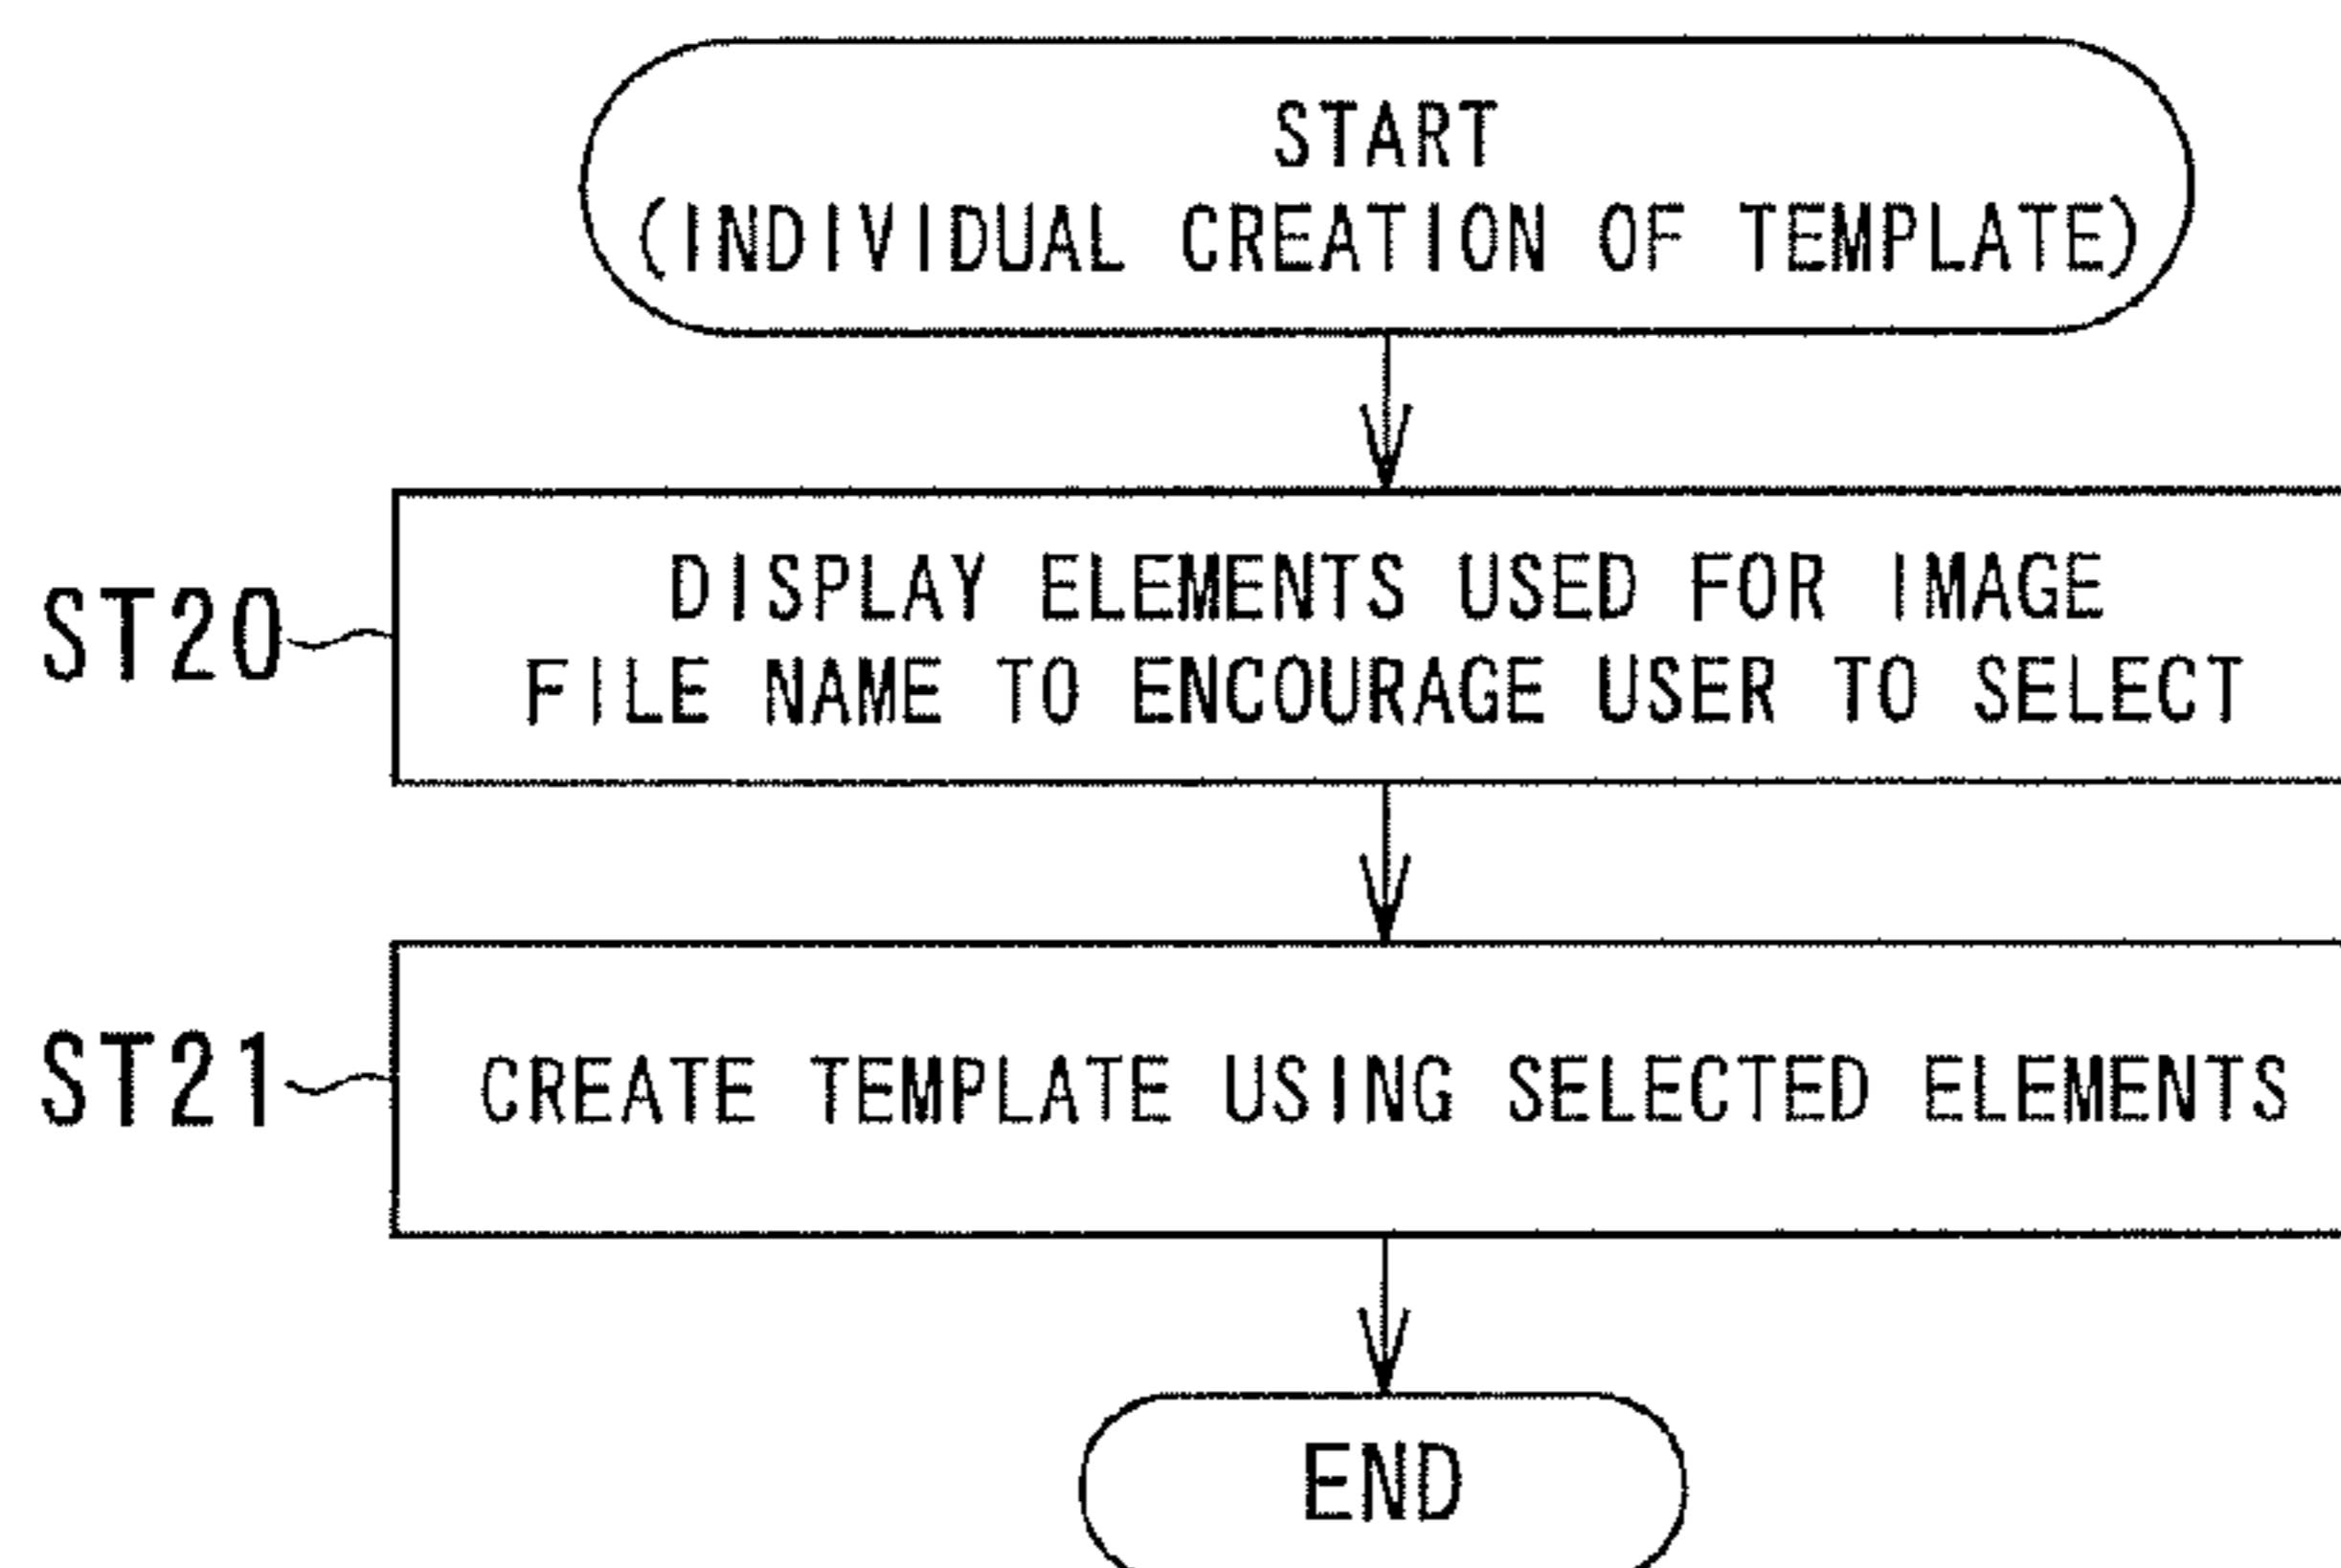 START
(INDIVIDUAL CREATION OF TEMPLATE)
ST20
DISPLAY ELEMENTS USED FOR IMAGE
FILE NAME TO ENCOURAGE USER TO SELECT
ST21
CREATE TEMPLATE USING SELECTED ELEMENTS
END